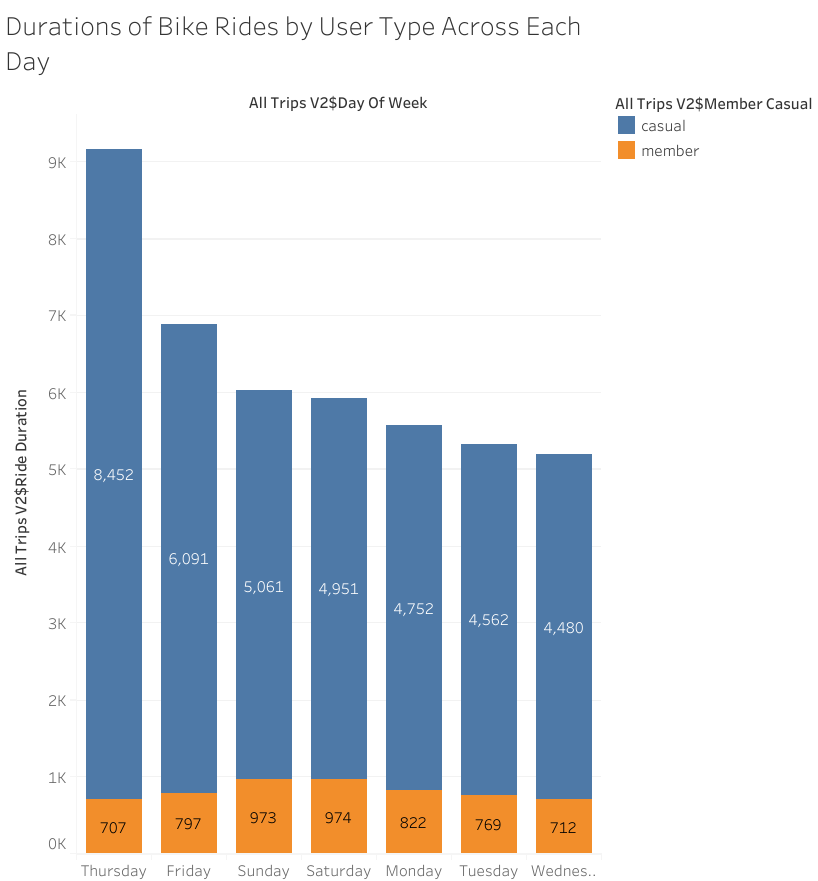 Durations of Bike Rides by User Type Across Each
Day
All Trips V2$Day Of Week
All Trips V2$Member Casual
casual
member
All Trips V2$Ride Duration
9K
8K
7K
6K
5K
4K
3K
2K
1K
0K
8,452
6,091
5,061
4,951
4,752
4,562
4,480
707
797
973
974
822
769
712
Thursday
Friday
Sunday
Saturday
Monday
Tuesday
Wednes..